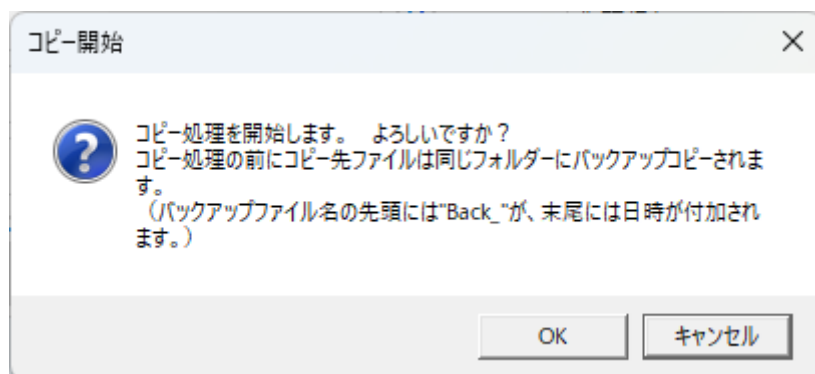 コピー開始
コピー処理を開始します。　よろしいですか？
コピー処理の前にコピー先ファイルは同じフォルダーにバックアップコピーされま
す。
（バックアップファイル名の先頭には"Back_"が、末尾には日時が付加され
ます。）
OK
キャンセル